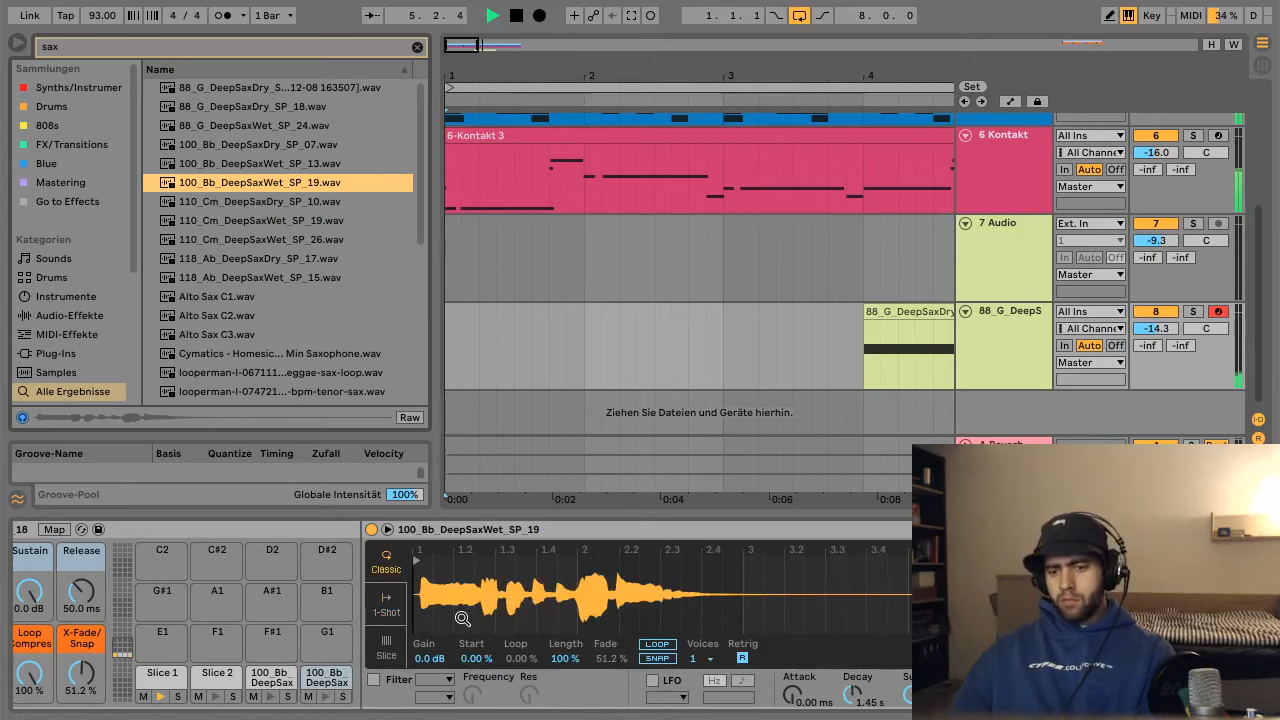 Link 93.00 4 / 4 1 Bar 5. 2. 4 1. 1. 1 8. 0. 0 Key MIDI 34 % D
sax
H W
Sammlungen
Name
Synths/Instrumer
Drums
808s
FX/Transitions
Blue
Mastering
Go to Effects
Kategorien
Sounds
Drums
Instrumente
Audio-Effekte
MIDI-Effekte
Plug-Ins
Samples
Alle Ergebnisse
88_G_DeepSaxDry_S...12-08 163507].wav
88_G_DeepSaxDry_SP_18.wav
88_G_DeepSaxWet_SP_24.wav
100_Bb_DeepSaxDry_SP_07.wav
100_Bb_DeepSaxWet_SP_13.wav
100_Bb_DeepSaxWet_SP_19.wav
110_Cm_DeepSaxDry_SP_10.wav
110_Cm_DeepSaxWet_SP_19.wav
110_Cm_DeepSaxWet_SP_26.wav
118_Ab_DeepSaxDry_SP_17.wav
118_Ab_DeepSaxWet_SP_15.wav
Alto Sax C1.wav
Alto Sax C2.wav
Alto Sax C3.wav
Cymatics - Homesic... Min Saxophone.wav
looperman-l-067111...eggae-sax-loop.wav
looperman-l-074721...-bpm-tenor-sax.wav
Raw
1 2 3 4
Set
6-Kontakt 3
6 Kontakt
All Ins
All Channe
In Auto Off
Master
6 S
-16.0 C
-inf -inf
7 Audio
Ext. In
1
In Auto Off
Master
7 S
-9.3 C
-inf -inf
88_G_DeepSaxDry
88_G_DeepS
All Ins
All Channe
In Auto Off
Master
8 S
-14.3 C
-inf -inf
Ziehen Sie Dateien und Geräte hierhin.
0:00 0:02 0:04 0:06 0:08
Groove-Name Basis Quantize Timing Zufall Velocity
Groove-Pool Globale Intensität 100%
18 Map
Sustain Release
0.0 dB 50.0 ms
Loop X-Fade/
Compres Snap
100 % 51.2 %
C2 C#2 D2 D#2
G#1 A1 A#1 B1
E1 F1 F#1 G1
Slice 1 Slice 2 100_Bb_ 100_Bb_
DeepSax DeepSax
M S M S M S M S
100_Bb_DeepSaxWet_SP_19
Classic
1-Shot
Slice
1 1.2 1.3 1.4 2 2.2 2.3 2.4 3 3.2 3.3 3.4
Gain Start Loop Length Fade LOOP Voices Retrig
0.0 dB 0.00 % 0.00 % 100 % 51.2 % SNAP 1 R
Filter Frequency Res LFO Hz Attack Decay
0.00 ms 1.45 s